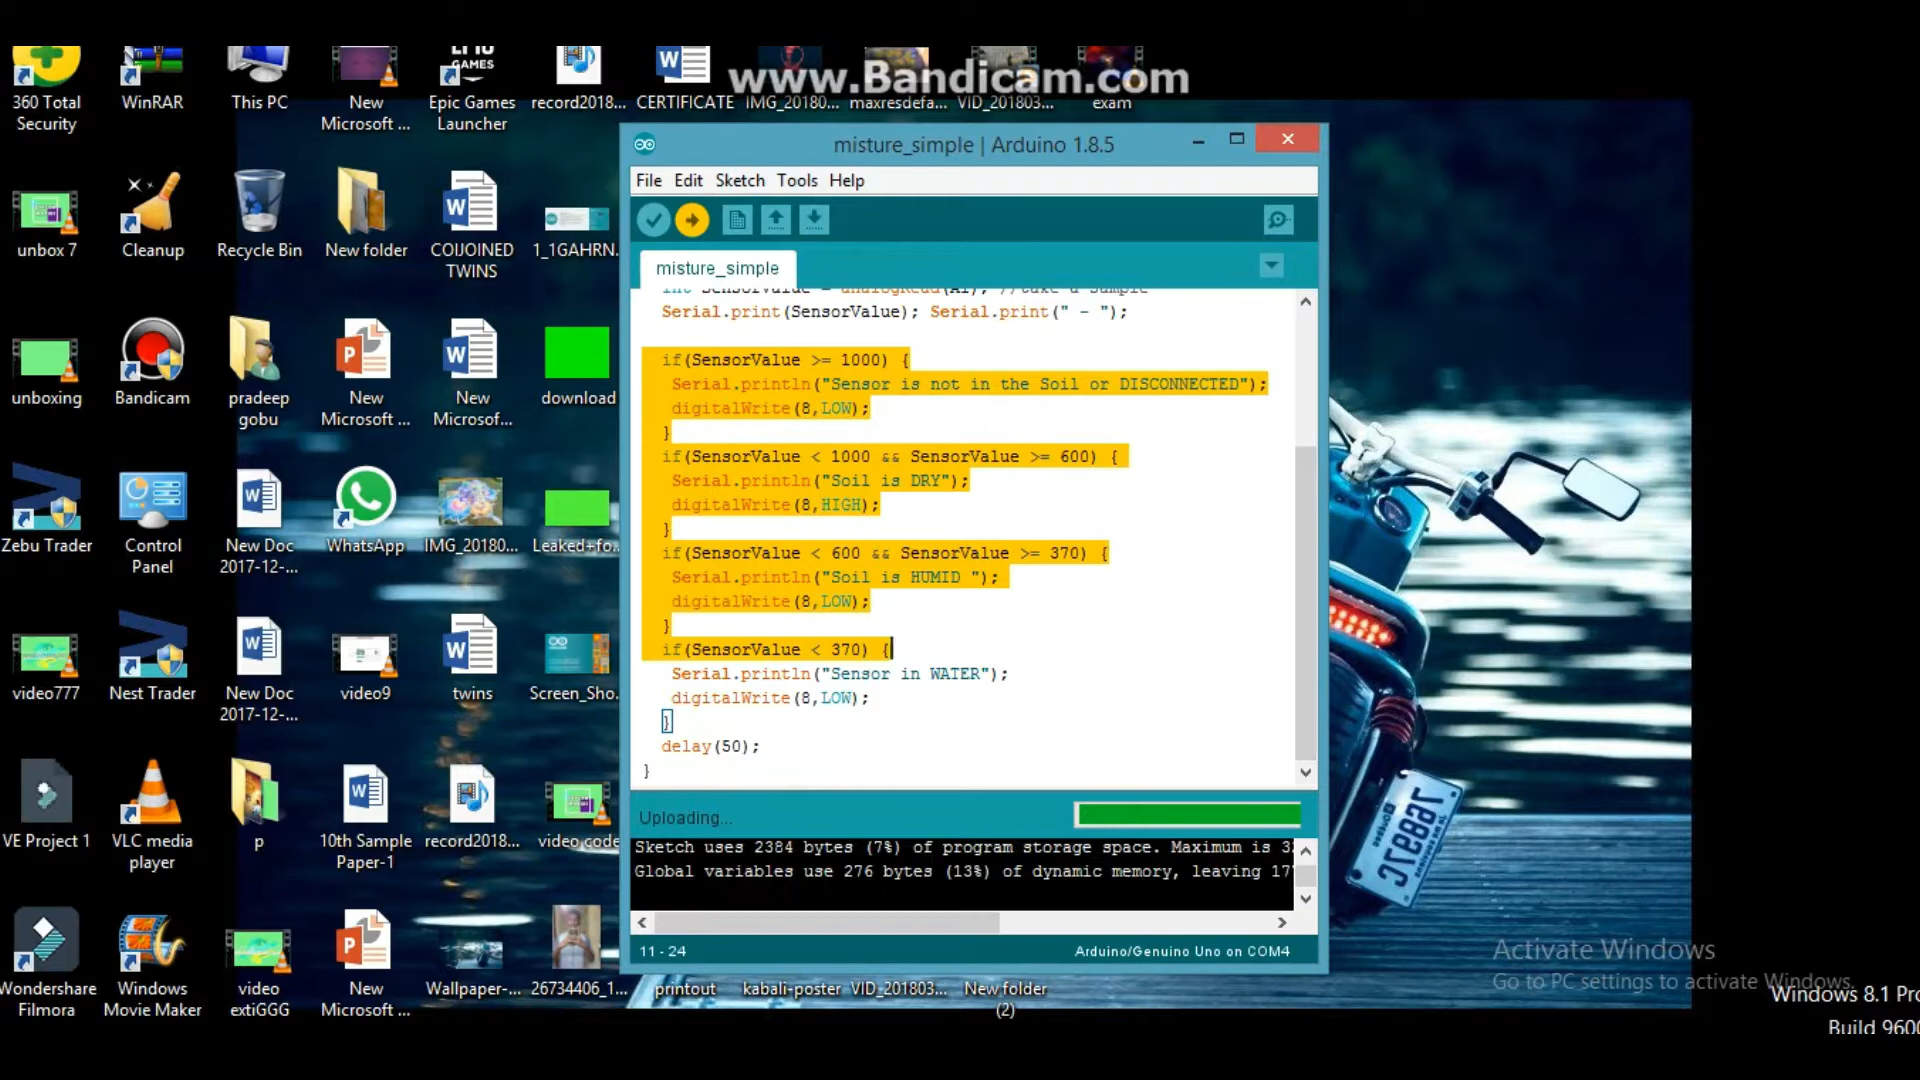 www.Bandicam.com
360 Total
Security
WinRAR
This PC
New
Microsoft ...
Epic Games
Launcher
record2018...
CERTIFICATE
IMG_20180...
maxresdefa...
VID_201803...
exam
unbox 7
Cleanup
Recycle Bin
New folder
COIJOINED
TWINS
1_1GAHRN.
unboxing
Bandicam
pradeep
gobu
New
Microsoft ...
New
Microsof...
download
Zebu Trader
Control
Panel
New Doc
2017-12-...
WhatsApp
IMG_20180...
Leaked+fo..
video777
Nest Trader
New Doc
2017-12-...
video9
twins
Screen_Sho.
VE Project 1
VLC media
player
p
10th Sample
Paper-1
record2018...
video code
Wondershare
Filmora
Windows
Movie Maker
video
extiGGG
New
Microsoft ...
Wallpaper-...
26734406_1...
printout
kabali-poster
VID_201803...
New folder
(2)
misture_simple | Arduino 1.8.5
File Edit Sketch Tools Help
misture_simple
int SensorValue = analogRead(A1); //take a sample
Serial.print(SensorValue); Serial.print(" - ");
if(SensorValue >= 1000) {
Serial.println("Sensor is not in the Soil or DISCONNECTED");
digitalWrite(8,LOW);
}
if(SensorValue < 1000 && SensorValue >= 600) {
Serial.println("Soil is DRY");
digitalWrite(8,HIGH);
}
if(SensorValue < 600 && SensorValue >= 370) {
Serial.println("Soil is HUMID ");
digitalWrite(8,LOW);
}
if(SensorValue < 370) {
Serial.println("Sensor in WATER");
digitalWrite(8,LOW);
}
delay(50);
}
Uploading...
Sketch uses 2384 bytes (7%) of program storage space. Maximum is 3
Global variables use 276 bytes (13%) of dynamic memory, leaving 17
11 - 24
Arduino/Genuino Uno on COM4
Activate Windows
Go to PC settings to activate Windows.
Windows 8.1 Pro
Build 9600